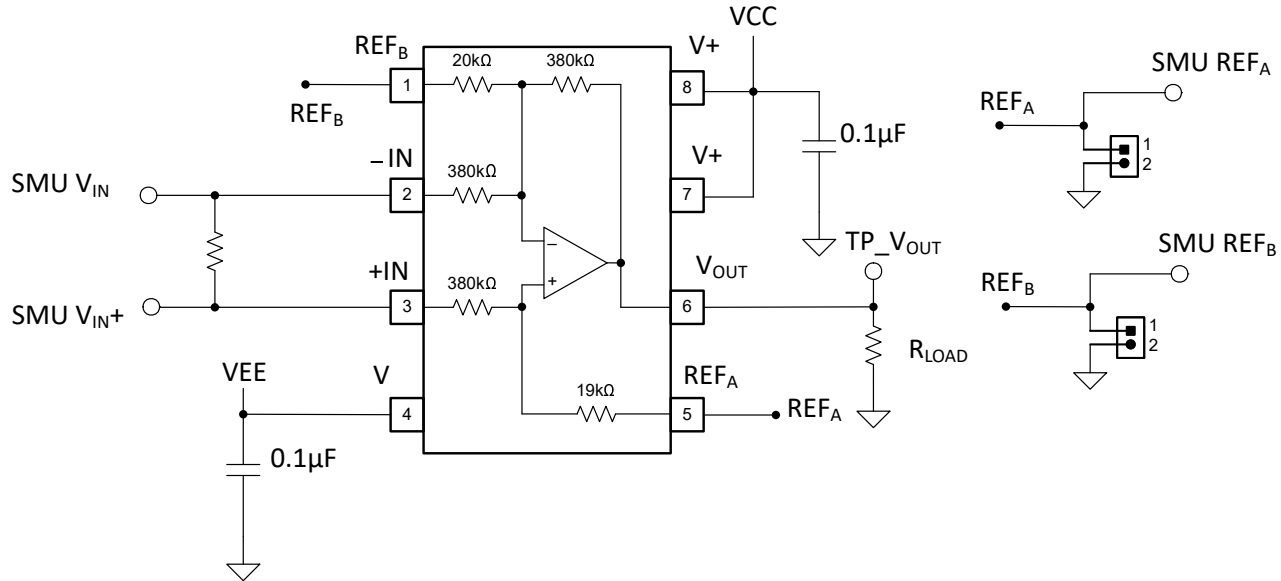 VCC
REF_B
V+
20kΩ
380kΩ
1
8
REF_B
0.1µF
–IN
V+
SMU V_IN
2
380kΩ
7
–
+
TP_V_OUT
+IN
V_OUT
SMU V_IN+
3
380kΩ
6
R_LOAD
VEE
V
REF_A
19kΩ
4
5
REF_A
0.1µF
SMU REF_A
REF_A
1
2
SMU REF_B
REF_B
1
2